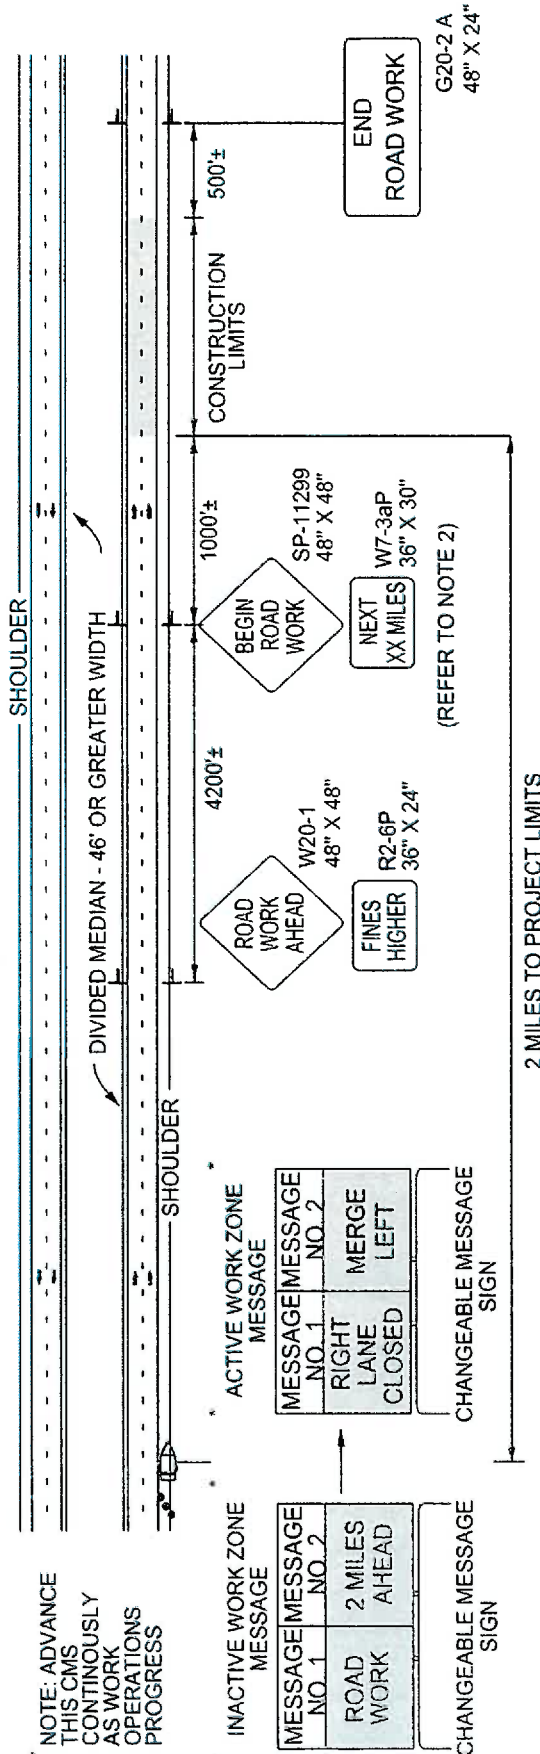 SHOULDER
DIVIDED MEDIAN - 46' OR GREATER WIDTH
SHOULDER
NOTE: ADVANCE
THIS CMS
CONTINOUSLY
AS WORK
OPERATIONS
PROGRESS
4200'±
1000'±
CONSTRUCTION
LIMITS
500'±
INACTIVE WORK ZONE
MESSAGE
MESSAGE NO. 1
MESSAGE NO. 2
ROAD
WORK
2 MILES
AHEAD
CHANGEABLE MESSAGE
SIGN
* ACTIVE WORK ZONE *
MESSAGE
MESSAGE NO. 1
MESSAGE NO. 2
RIGHT
LANE
CLOSED
MERGE
LEFT
CHANGEABLE MESSAGE
SIGN
ROAD
WORK
AHEAD
W20-1
48" X 48"
FINES
HIGHER
R2-6P
36" X 24"
BEGIN
ROAD
WORK
SP-11299
48" X 48"
NEXT
XX MILES
W7-3aP
36" X 30"
(REFER TO NOTE 2)
END
ROAD WORK
G20-2 A
48" X 24"
2 MILES TO PROJECT LIMITS